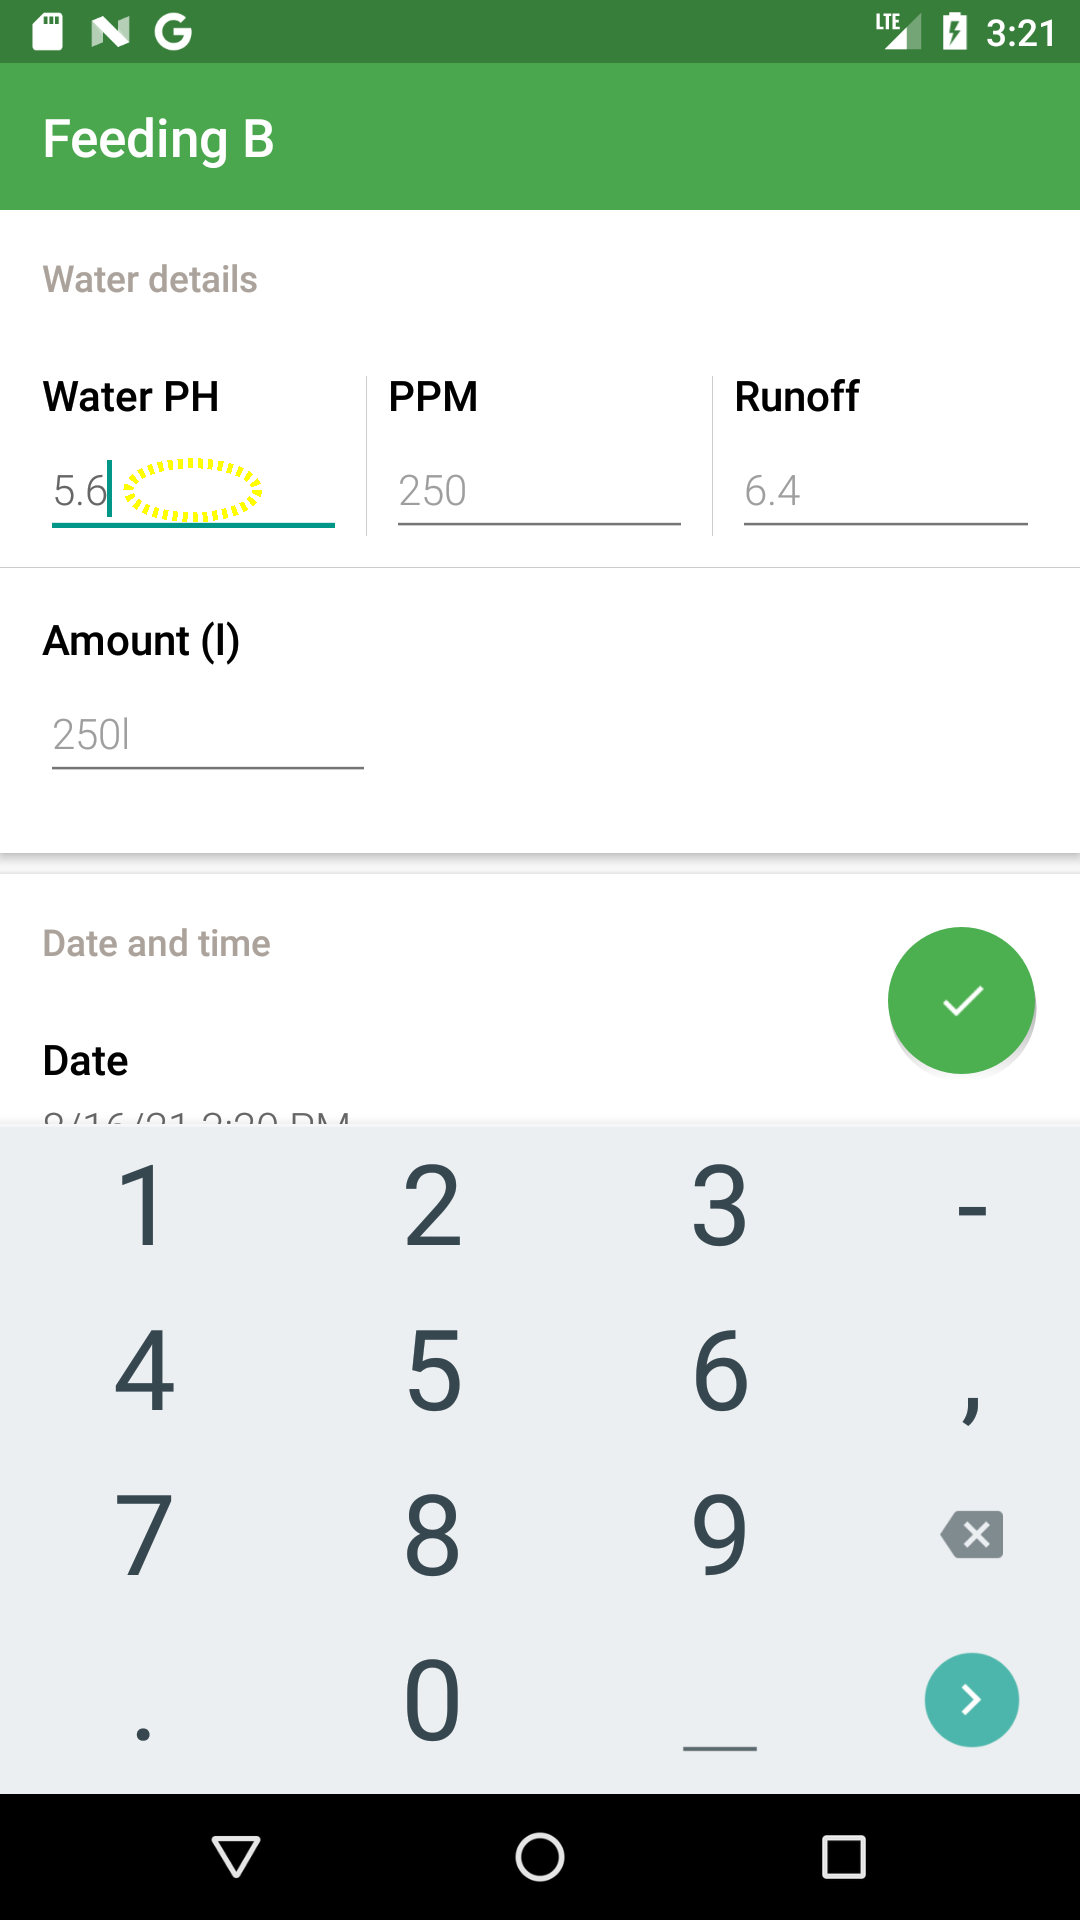 LTE 3:21
Feeding B
Water details
Water PH PPM Runoff
5.6 250 6.4
Amount (l)
250l
Date and time
Date
1 2 3 -
4 5 6 ,
7 8 9
. 0 _